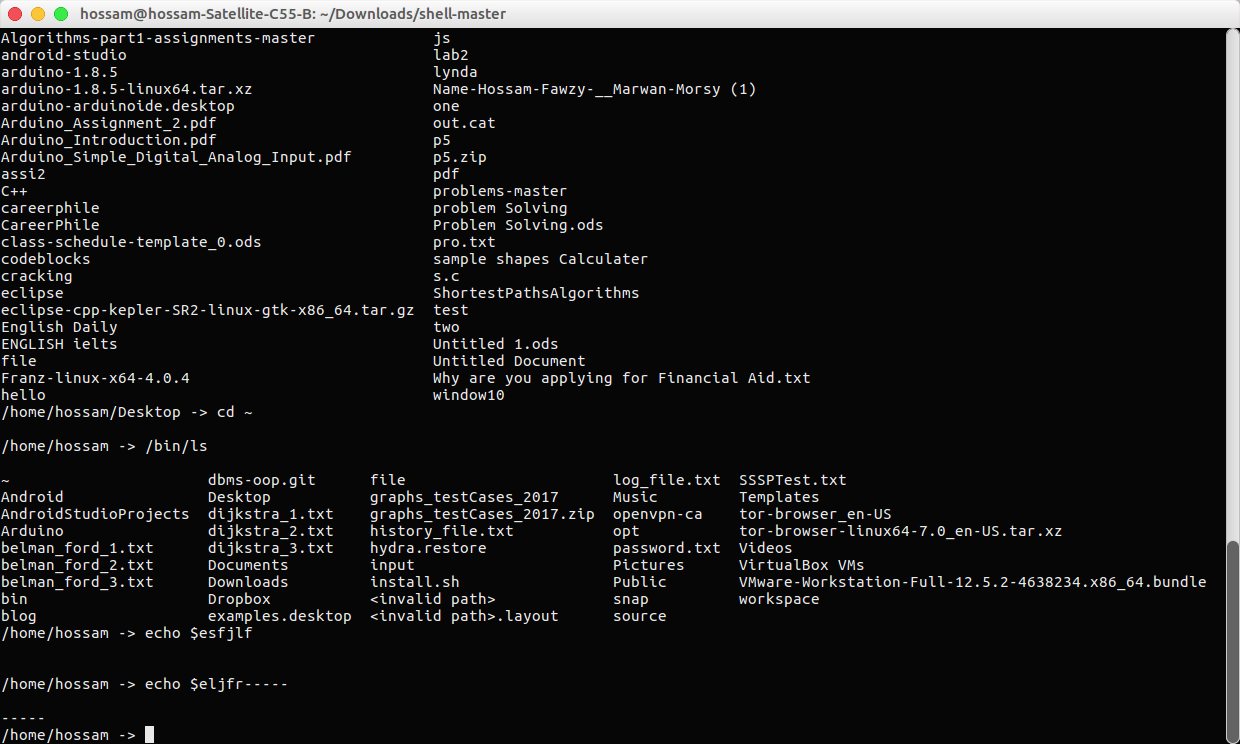 hossam@hossam-Satellite-C55-B: ~/Downloads/shell-master
Algorithms-part1-assignments-master js
android-studio lab2
arduino-1.8.5 lynda
arduino-1.8.5-linux64.tar.xz Name-Hossam-Fawzy-__Marwan-Morsy (1)
arduino-arduinoide.desktop one
Arduino_Assignment_2.pdf out.cat
Arduino_Introduction.pdf p5
Arduino_Simple_Digital_Analog_Input.pdf p5.zip
assi2 pdf
C++ problems-master
careerphile problem Solving
CareerPhile Problem Solving.ods
class-schedule-template_0.ods pro.txt
codeblocks sample shapes Calculater
cracking s.c
eclipse ShortestPathsAlgorithms
eclipse-cpp-kepler-SR2-linux-gtk-x86_64.tar.gz test
English Daily two
ENGLISH ielts Untitled 1.ods
file Untitled Document
Franz-linux-x64-4.0.4 Why are you applying for Financial Aid.txt
hello window10
/home/hossam/Desktop -> cd ~
/home/hossam -> /bin/ls
~ dbms-oop.git file log_file.txt SSSPTest.txt
Android Desktop graphs_testCases_2017 Music Templates
AndroidStudioProjects dijkstra_1.txt graphs_testCases_2017.zip openvpn-ca tor-browser_en-US
Arduino dijkstra_2.txt history_file.txt opt tor-browser-linux64-7.0_en-US.tar.xz
belman_ford_1.txt dijkstra_3.txt hydra.restore password.txt Videos
belman_ford_2.txt Documents input Pictures VirtualBox VMs
belman_ford_3.txt Downloads install.sh Public VMware-Workstation-Full-12.5.2-4638234.x86_64.bundle
bin Dropbox <invalid path> snap workspace
blog examples.desktop <invalid path>.layout source
/home/hossam -> echo $esfjlf
/home/hossam -> echo $eljfr-----
-----
/home/hossam ->